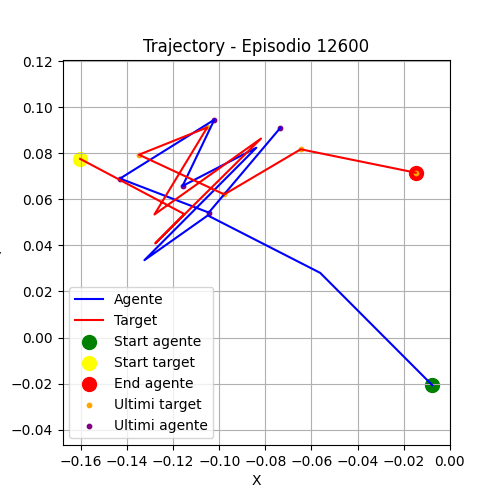 Trajectory - Episodio 12600
0.12
0.10
0.08
0.06
0.04
0.02
0.00
−0.02
−0.04
Agente
Target
Start agente
Start target
End agente
Ultimi target
Ultimi agente
−0.16 −0.14 −0.12 −0.10 −0.08 −0.06 −0.04 −0.02 0.00
X